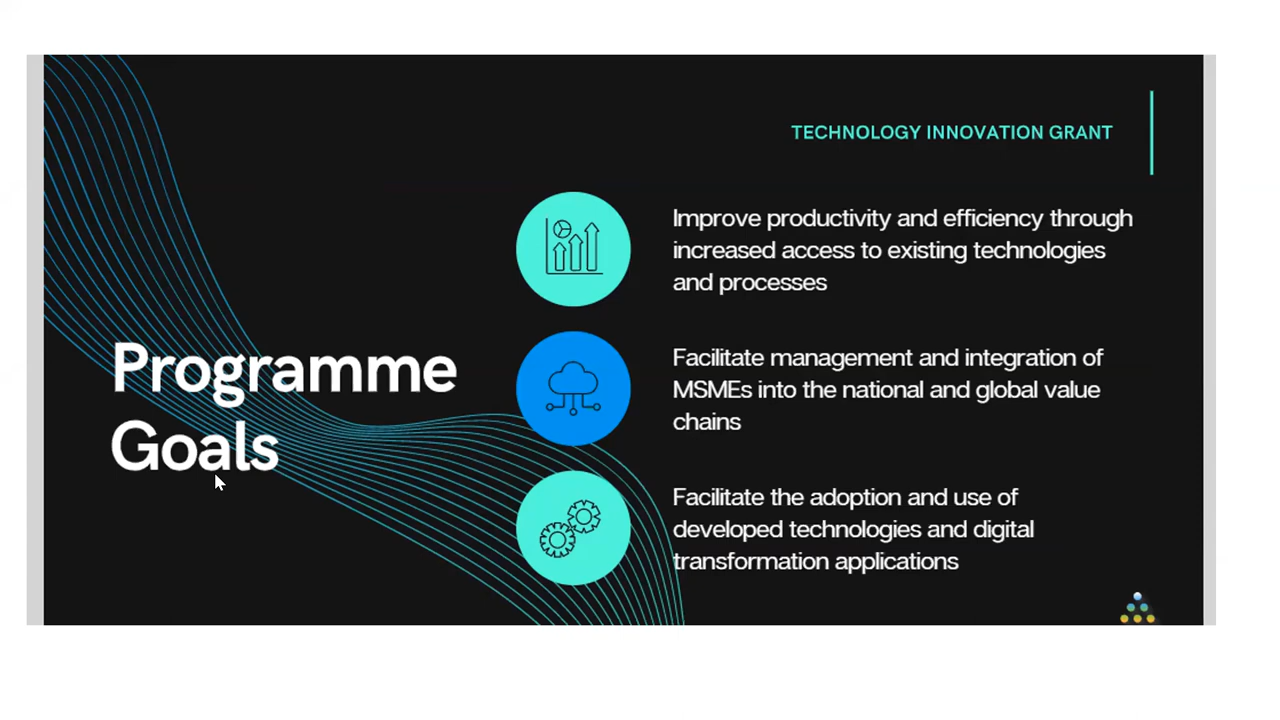 TECHNOLOGY INNOVATION GRANT
Programme
Goals
Improve productivity and efficiency through
increased access to existing technologies
and processes
Facilitate management and integration of
MSMEs into the national and global value
chains
Facilitate the adoption and use of
developed technologies and digital
transformation applications